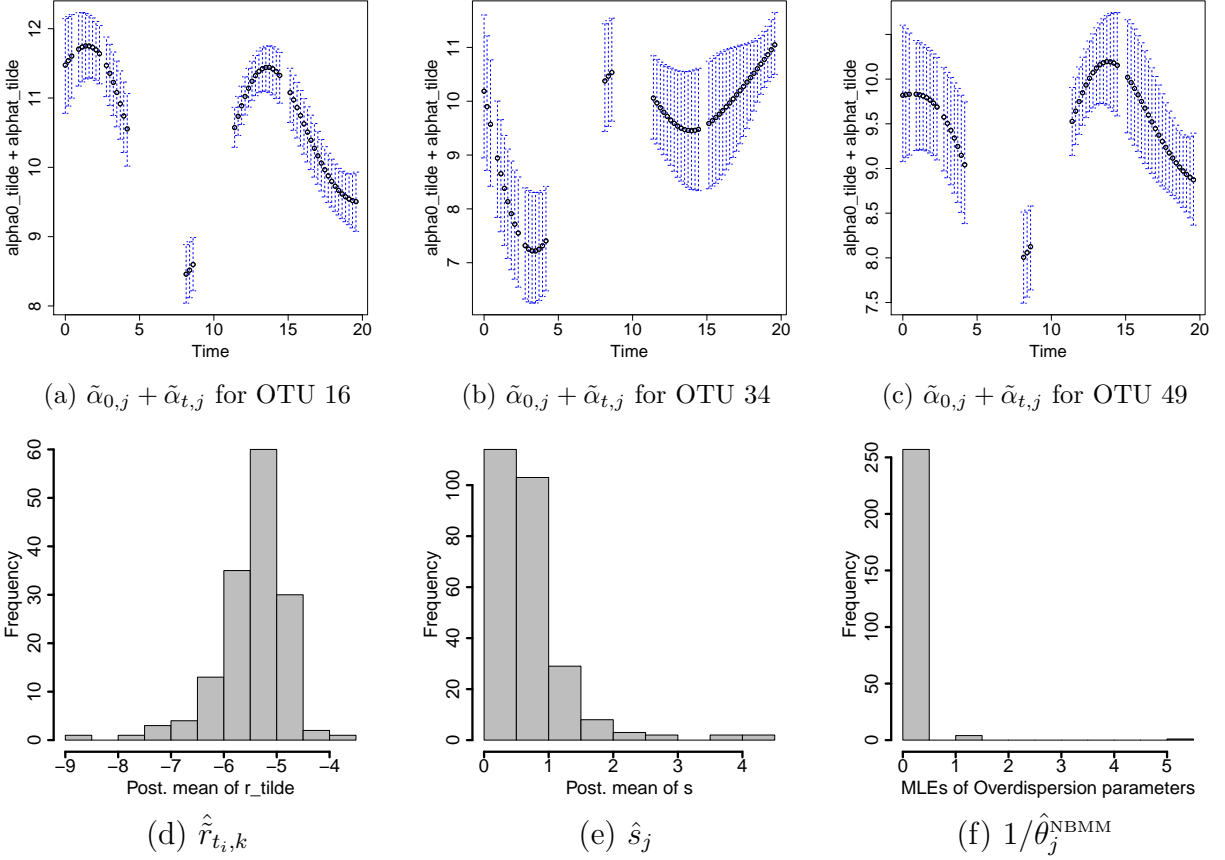 alpha0_tilde + alphat_tilde
12
11
10
9
8
0 5 10 15 20
Time
(a) α̃₀,ⱼ + α̃ₜ,ⱼ for OTU 16
alpha0_tilde + alphat_tilde
11
10
9
8
7
0 5 10 15 20
Time
(b) α̃₀,ⱼ + α̃ₜ,ⱼ for OTU 34
alpha0_tilde + alphat_tilde
10.0
9.5
9.0
8.5
8.0
7.5
0 5 10 15 20
Time
(c) α̃₀,ⱼ + α̃ₜ,ⱼ for OTU 49
Frequency
60
50
40
30
20
10
0
−9 −8 −7 −6 −5 −4
Post. mean of r_tilde
(d) r̃̂_{t_i,k}
Frequency
100
80
60
40
20
0
0 1 2 3 4
Post. mean of s
(e) ŝⱼ
Frequency
250
200
150
100
50
0
0 1 2 3 4 5
MLEs of Overdispersion parameters
(f) 1/θ̂ⱼ^NBMM